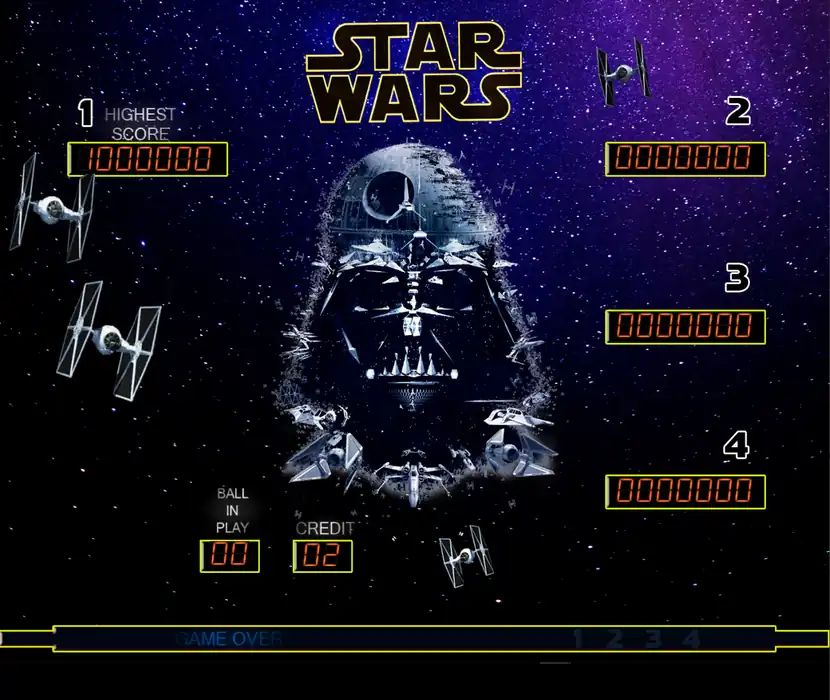 STAR
WARS
1
HIGHEST
SCORE
1000000
2
0000000
3
0000000
4
0000000
BALL
IN
PLAY
00
CREDIT
02
GAME OVER
1 2 3 4